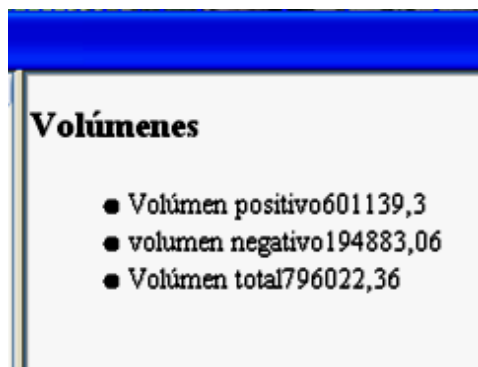 Volúmenes
Volúmen positivo601139,3
volumen negativo194883,06
Volúmen total796022,36